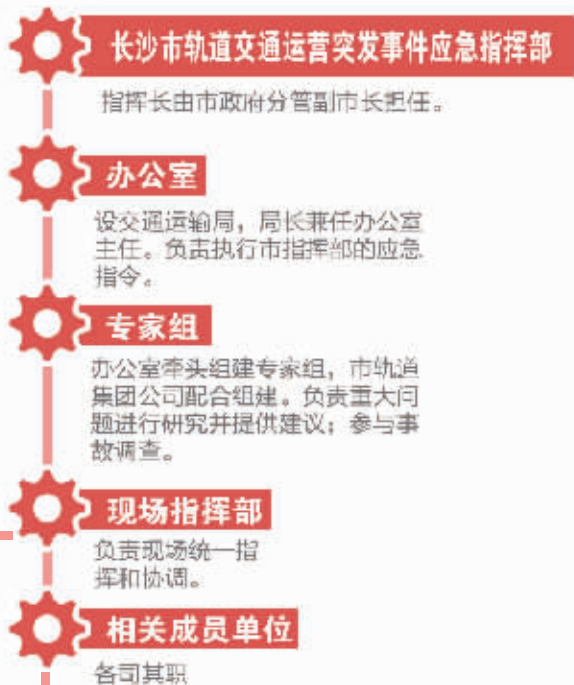 长沙市轨道交通运营突发事件应急指挥部
指挥长由市政府分管副市长担任。
办公室
设交通运输局，局长兼任办公室
主任。负责执行市指挥部的应急
指令。
专家组
办公室牵头组建专家组，市轨道
集团公司配合组建。负责重大问
题进行研究并提供建议；参与事
故调查。
现场指挥部
负责现场统一指
挥和协调。
相关成员单位
各司其职